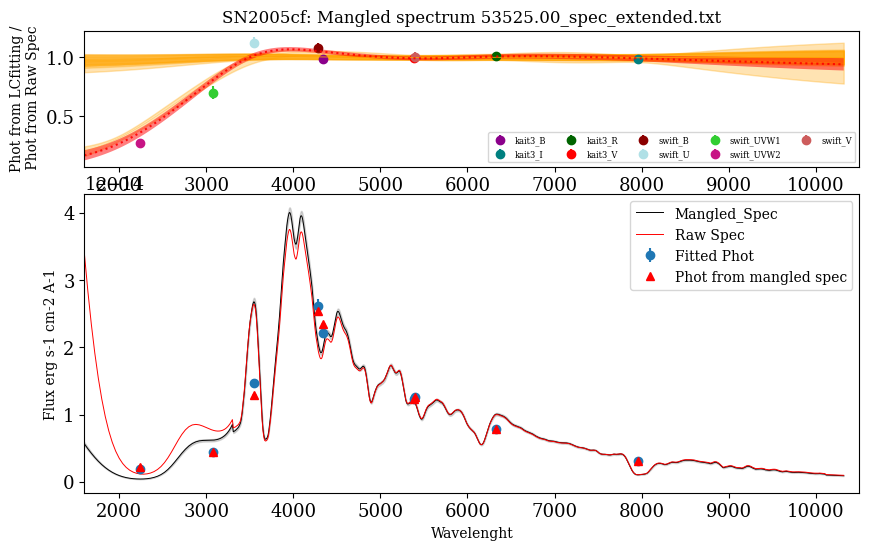 SN2005cf: Mangled spectrum 53525.00_spec_extended.txt
Phot from LCfitting /
Phot from Raw Spec
1.0
0.5
kait3_B kait3_R swift_B swift_UVW1 swift_V
kait3_I kait3_V swift_U swift_UVW2
2000 3000 4000 5000 6000 7000 8000 9000 10000
1e−14
Flux erg s-1 cm-2 A-1
4
3
2
1
0
Mangled_Spec
Raw Spec
Fitted Phot
Phot from mangled spec
2000 3000 4000 5000 6000 7000 8000 9000 10000
Wavelenght